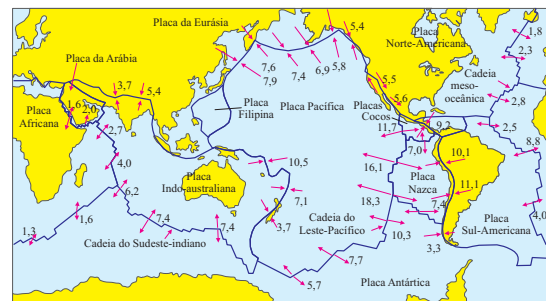 Placa da Eurásia
5,4
1,8
Placa
Norte-Americana
2,3
Placa da Arábia
3,7
5,4
7,6
7,9
7,4
6,9
5,8
5,5
5,6
Cadeia
meso-
oceânica
2,8
Placa
Africana
1,6
2,7
Placa
Filipina
Placa Pacífica
Placas
Cocos
11,7
9,2
2,5
7,0
8,8
4,0
10,5
16,1
10,1
Placa
Indo-australiana
Placa
Nazca
6,2
7,1
18,3
11,1
7,4
4,0
1,6
7,4
7,4
3,7
Cadeia do
Leste-Pacífico
10,3
Placa
Sul-Americana
1,3
Cadeia do Sudeste-indiano
3,3
7,7
5,7
Placa Antártica